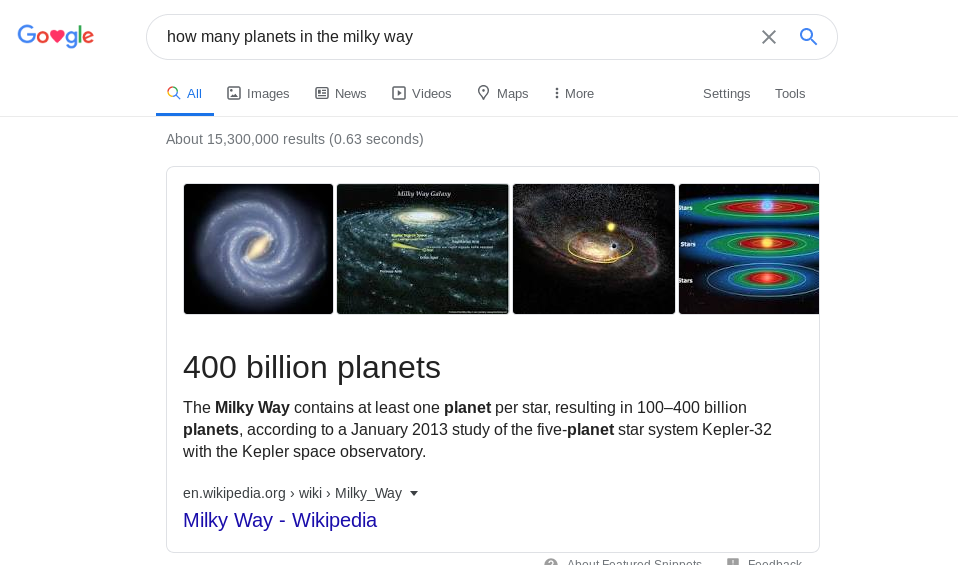 Google
how many planets in the milky way
All Images News Videos Maps More Settings Tools
About 15,300,000 results (0.63 seconds)
Milky Way Galaxy
Stars
Stars
Stars
400 billion planets
The Milky Way contains at least one planet per star, resulting in 100–400 billion
planets, according to a January 2013 study of the five-planet star system Kepler-32
with the Kepler space observatory.
en.wikipedia.org › wiki › Milky_Way
Milky Way - Wikipedia
About Featured Snippets Feedback